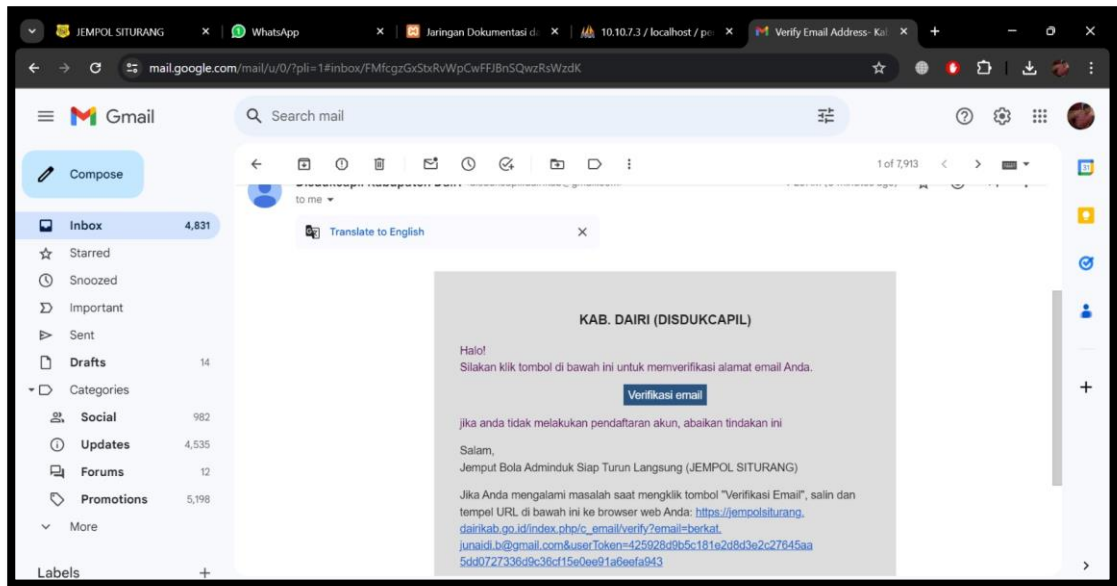 JEMPOL SITURANG
WhatsApp
Jaringan Dokumentasi da
10.10.7.3 / localhost / pe
Verify Email Address- Kal
mail.google.com/mail/u/0/?pli=1#inbox/FMfcgzGxStxRvWpCwFFJBnSQwzRsWzdK
Gmail
Search mail
Compose
1 of 7,913
Inbox 4,831
Starred
Snoozed
Important
Sent
Drafts 14
Categories
Social 982
Updates 4,535
Forums 12
Promotions 5,198
More
Labels
to me
Translate to English
KAB. DAIRI (DISDUKCAPIL)
Halo!
Silakan klik tombol di bawah ini untuk memverifikasi alamat email Anda.
Verifikasi email
jika anda tidak melakukan pendaftaran akun, abaikan tindakan ini
Salam,
Jemput Bola Adminduk Siap Turun Langsung (JEMPOL SITURANG)
Jika Anda mengalami masalah saat mengklik tombol "Verifikasi Email", salin dan
tempel URL di bawah ini ke browser web Anda: https://jempolsiturang.
dairikab.go.id/index.php/c_email/verify?email=berkat.
junaidi.b@gmail.com&userToken=425928d9b5c181e2d8d3e2c27645aa
5dd0727336d9c36cf15e0ee91a6eefa943